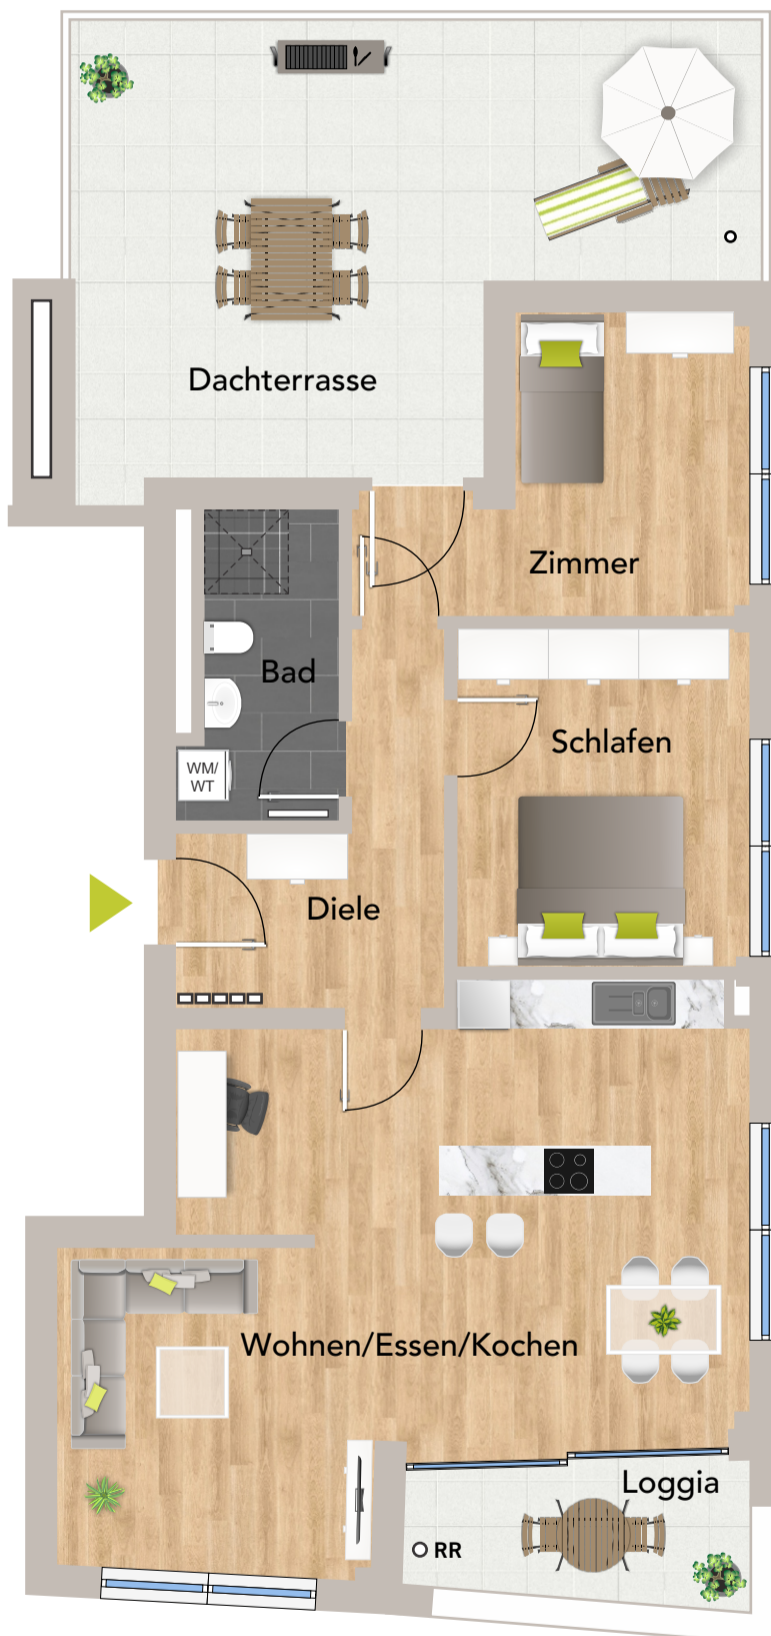 Dachterrasse
Zimmer
Bad
Schlafen
WM/
WT
Diele
Wohnen/Essen/Kochen
Loggia
RR